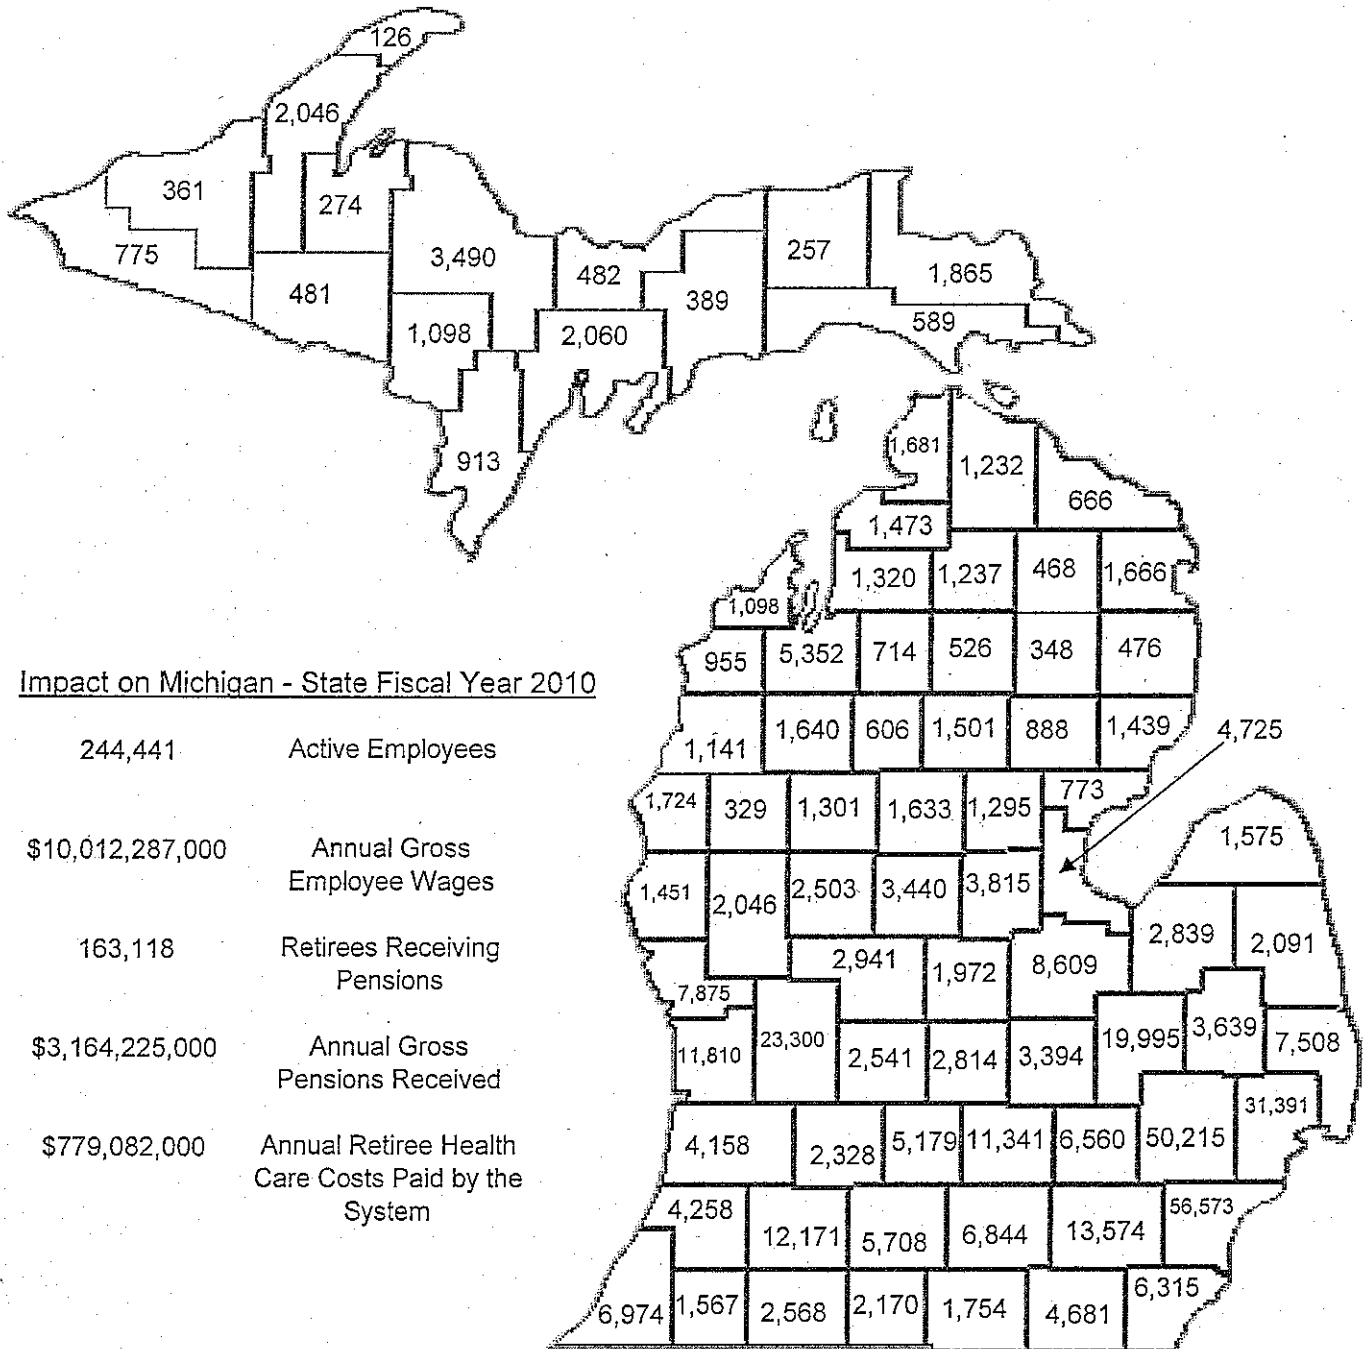 126
2,046
361
274
775
3,490
257
482
1,865
481
389
589
1,098
2,060
913
1,681
1,232
666
1,473
1,320 1,237 468 1,666
1,098
955 5,352 714 526 348 476
Impact on Michigan - State Fiscal Year 2010
244,441 Active Employees
$10,012,287,000 Annual Gross
Employee Wages
163,118 Retirees Receiving
Pensions
$3,164,225,000 Annual Gross
Pensions Received
$779,082,000 Annual Retiree Health
Care Costs Paid by the
System
1,141 1,640 606 1,501 888 1,439
4,725
1,724 329 1,301 1,633 1,295 773
1,575
1,451 2,046 2,503 3,440 3,815
2,839 2,091
7,875 2,941 1,972 8,609
11,810 23,300 2,541 2,814 3,394 19,995 3,639 7,508
4,158 2,328 5,179 11,341 6,560 50,215 31,391
4,258 12,171 5,708 6,844 13,574 56,573
6,974 1,567 2,568 2,170 1,754 4,681 6,315